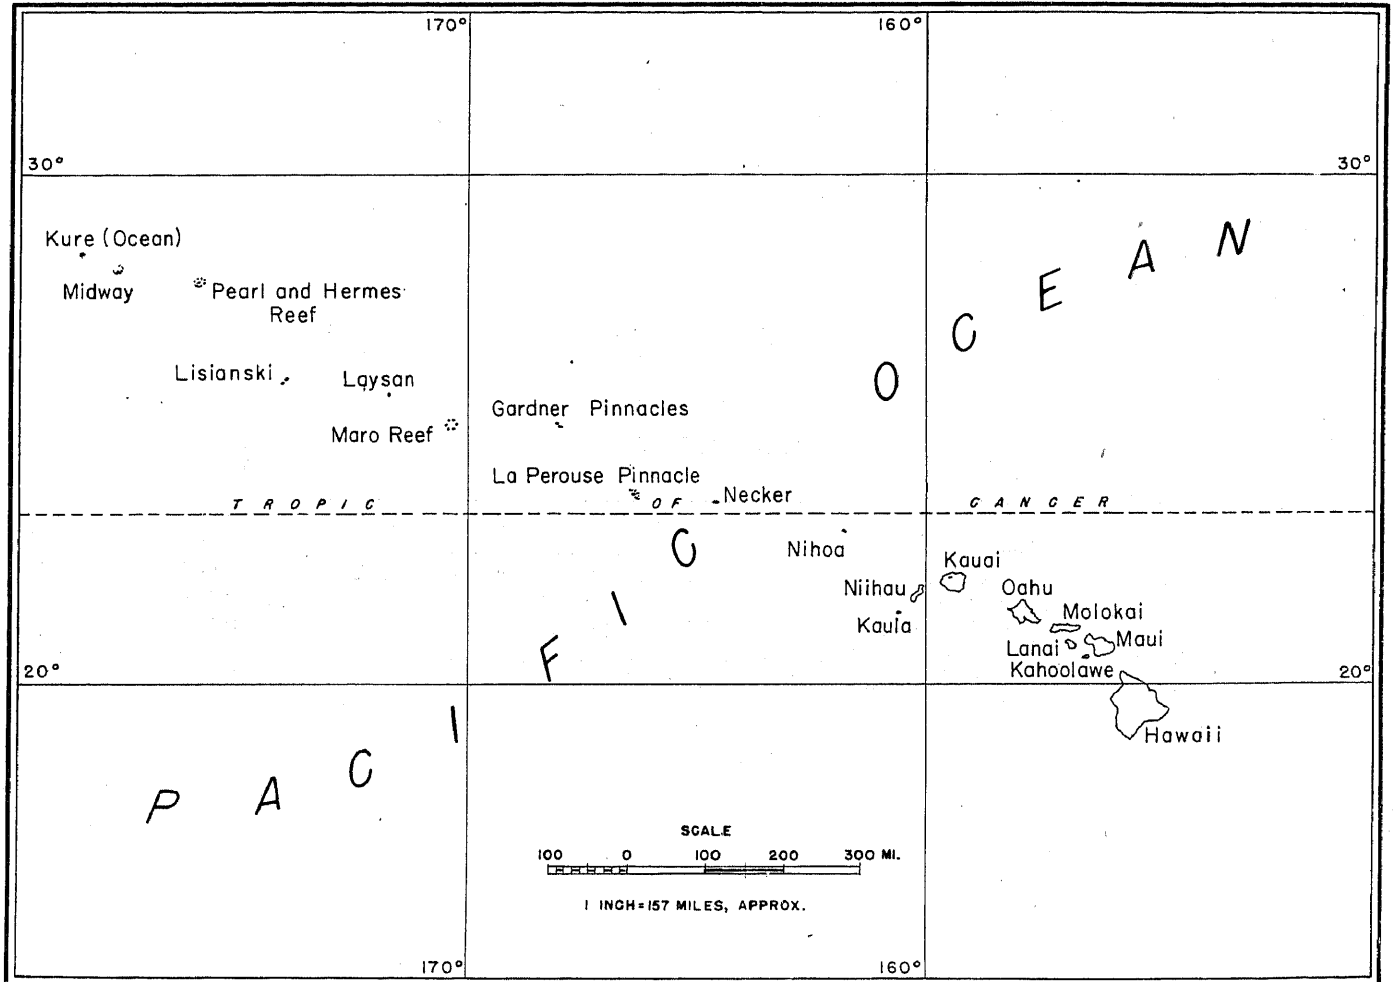 170°
160°
30°
30°
Kure (Ocean)
Midway
Pearl and Hermes
Reef
Lisianski
Laysan
Maro Reef
Gardner Pinnacles
La Perouse Pinnacle
Necker
TROPIC OF CANCER
Nihoa
Kauai
Niihau
Oahu
Kaula
Molokai
Lanai
Maui
Kahoolawe
20°
20°
Hawaii
PACIFIC OCEAN
SCALE
100 0 100 200 300 MI.
1 INCH=157 MILES, APPROX.
170°
160°